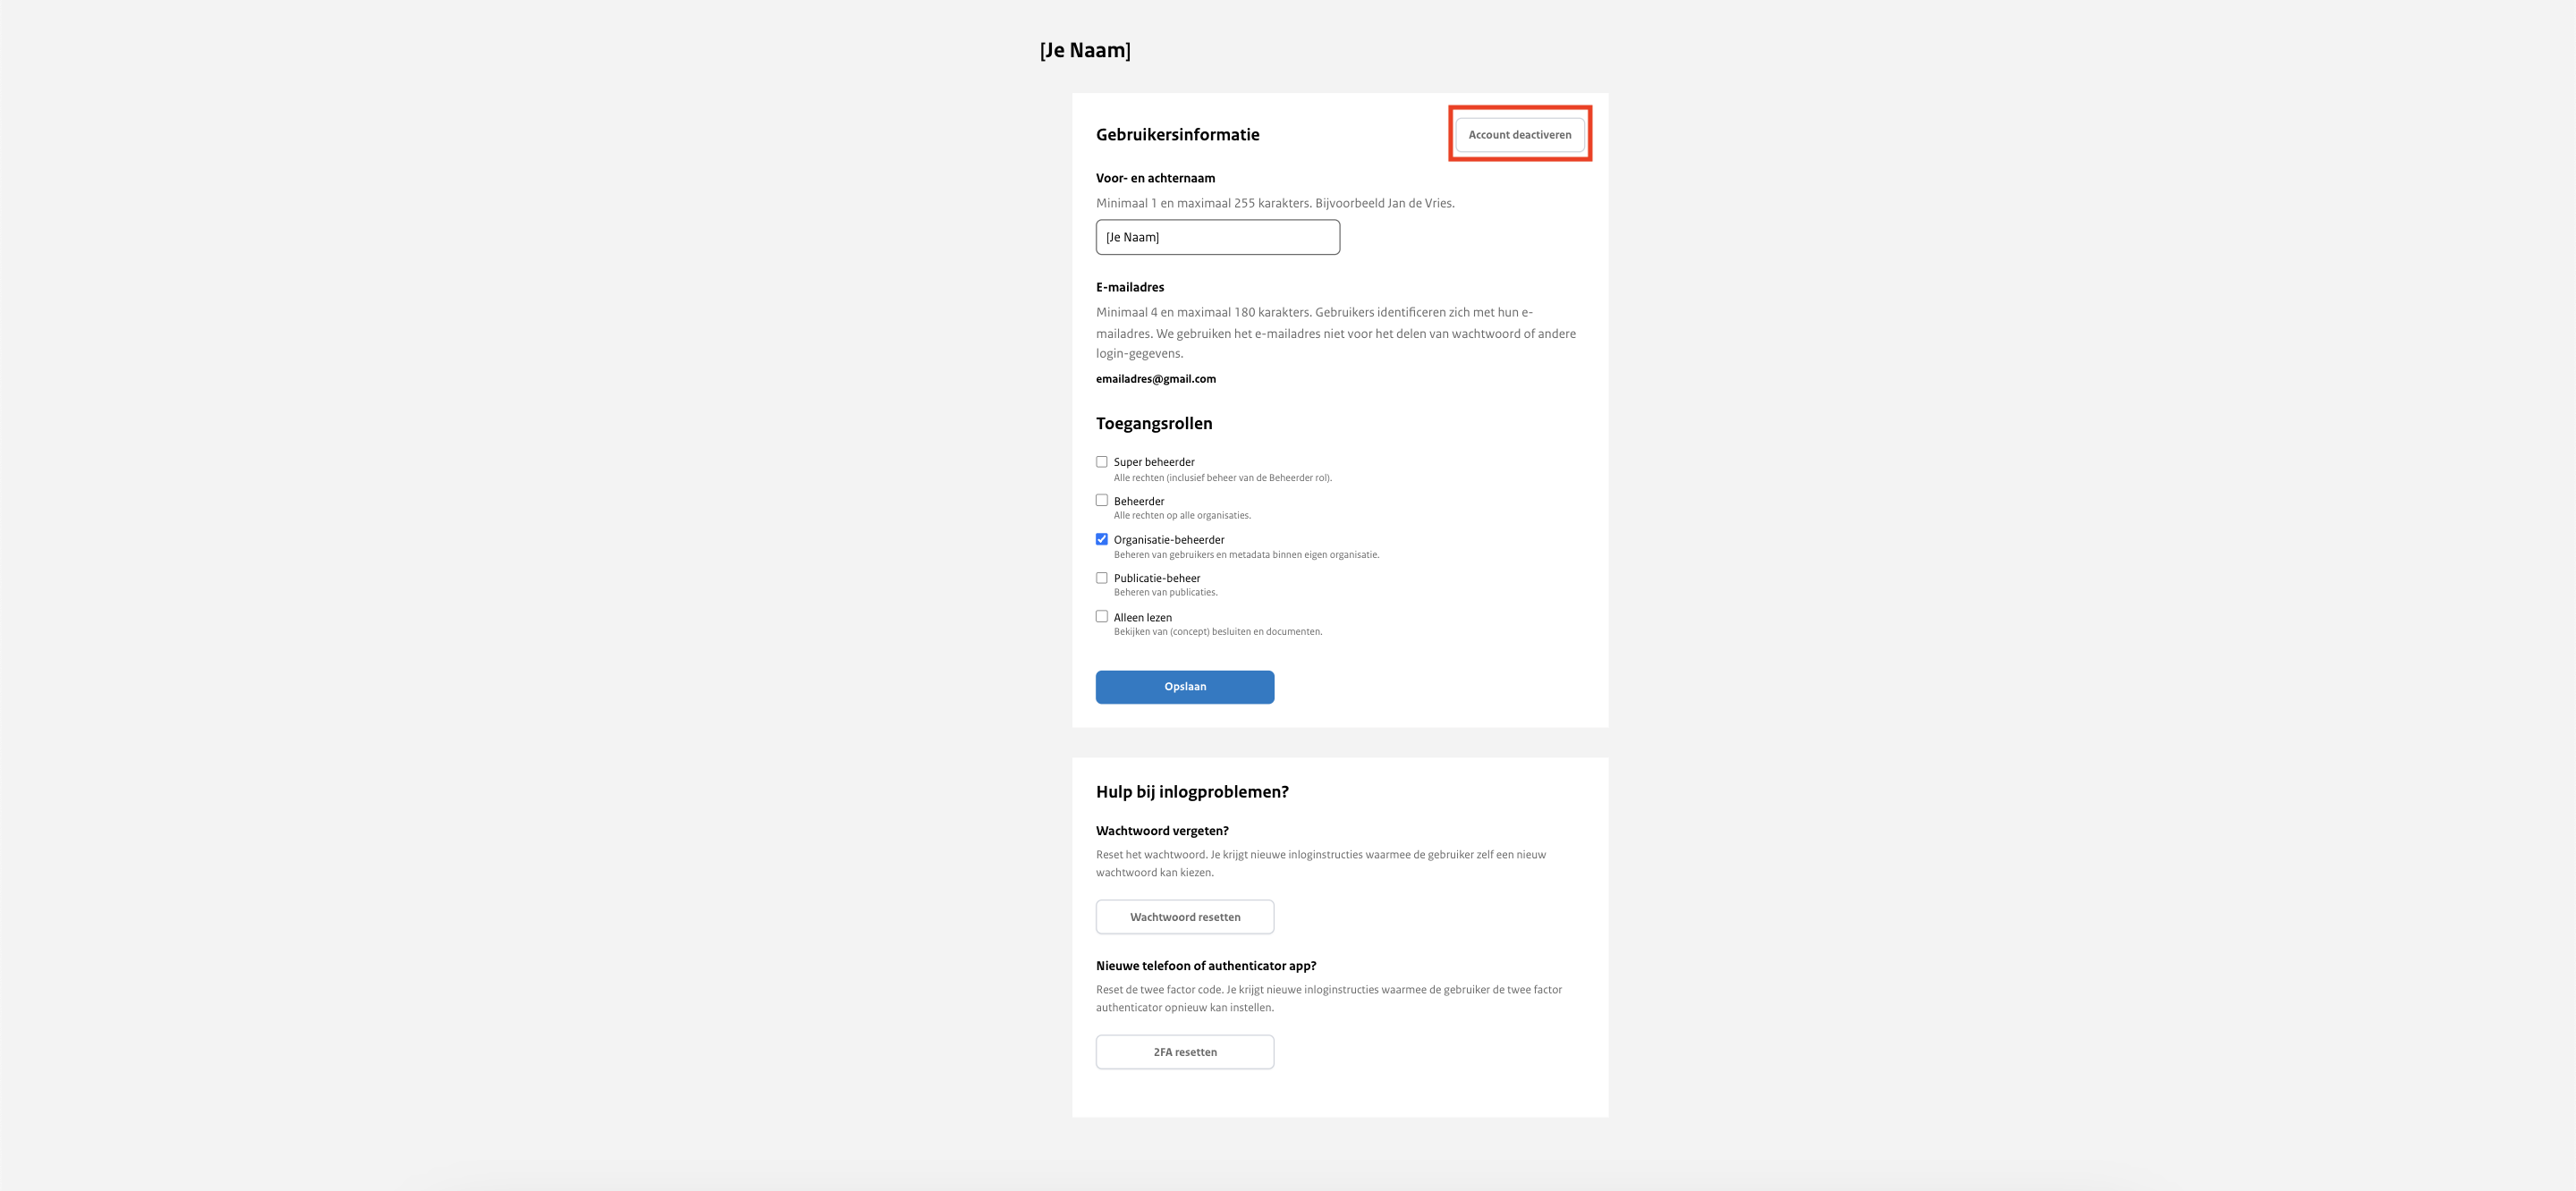 [Je Naam]
Gebruikersinformatie
Account deactiveren
Voor- en achternaam
Minimaal 1 en maximaal 255 karakters. Bijvoorbeeld Jan de Vries.
[Je Naam]
E-mailadres
Minimaal 4 en maximaal 180 karakters. Gebruikers identificeren zich met hun e-
mailadres. We gebruiken het e-mailadres niet voor het delen van wachtwoord of andere
login-gegevens.
emailadres@gmail.com
Toegangsrollen
Super beheerder
Alle rechten (inclusief beheer van de Beheerder rol).
Beheerder
Alle rechten op alle organisaties.
Organisatie-beheerder
Beheren van gebruikers en metadata binnen eigen organisatie.
Publicatie-beheer
Beheren van publicaties.
Alleen lezen
Bekijken van (concept) besluiten en documenten.
Opslaan
Hulp bij inlogproblemen?
Wachtwoord vergeten?
Reset het wachtwoord. Je krijgt nieuwe inloginstructies waarmee de gebruiker zelf een nieuw
wachtwoord kan kiezen.
Wachtwoord resetten
Nieuwe telefoon of authenticator app?
Reset de twee factor code. Je krijgt nieuwe inloginstructies waarmee de gebruiker de twee factor
authenticator opnieuw kan instellen.
2FA resetten